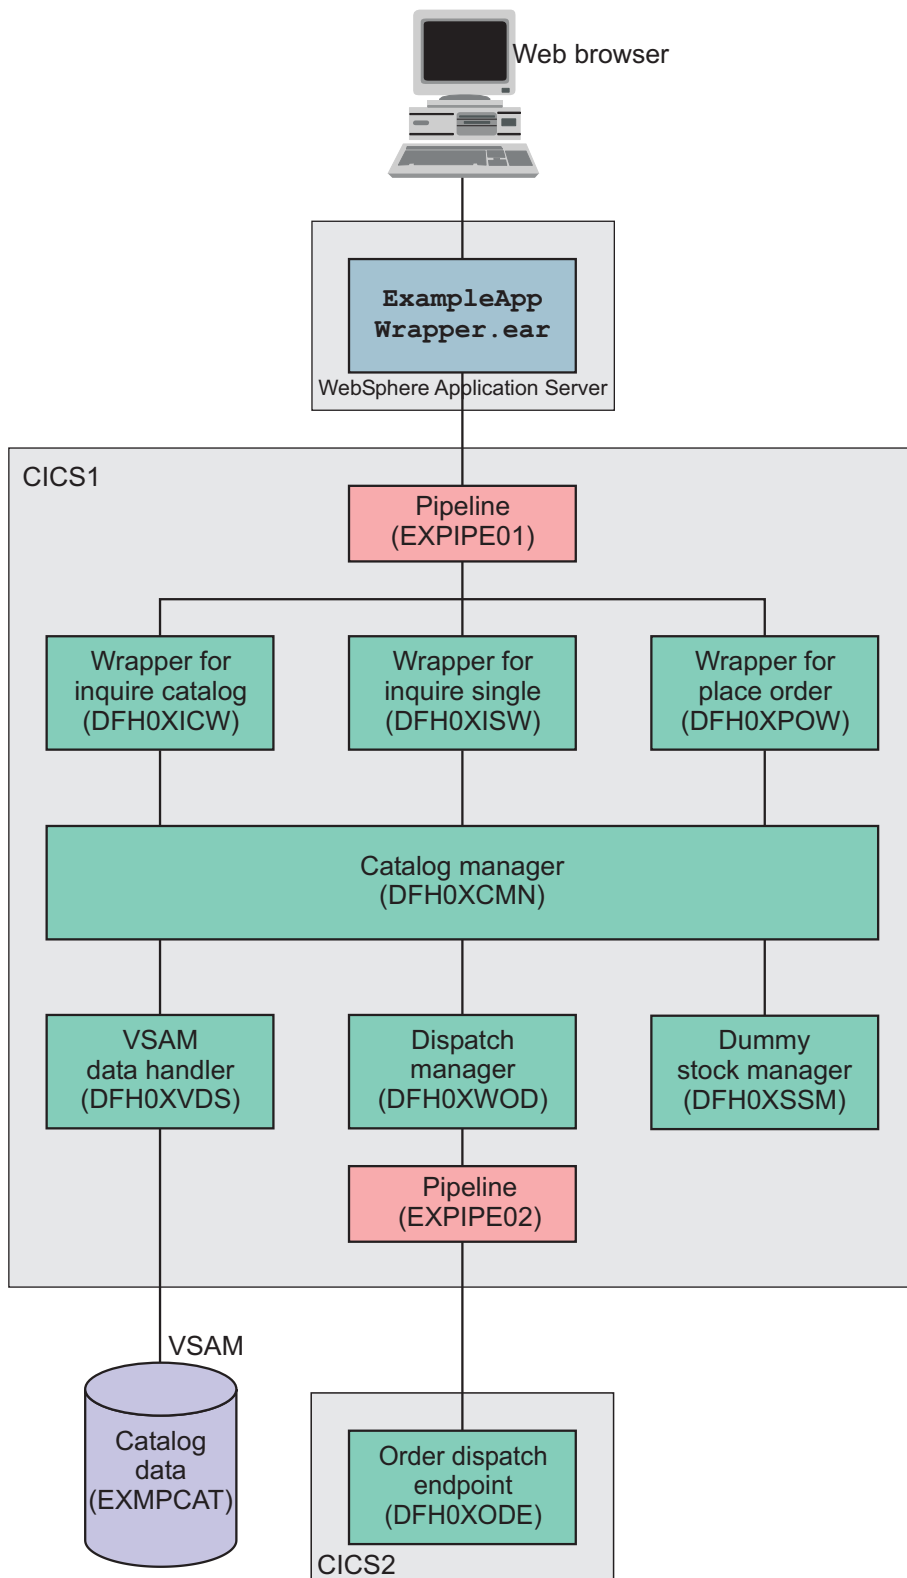 Web browser
ExampleApp
Wrapper.ear
WebSphere Application Server
CICS1
Pipeline
(EXPIPE01)
Wrapper for
inquire catalog
(DFH0XICW)
Wrapper for
inquire single
(DFH0XISW)
Wrapper for
place order
(DFH0XPOW)
Catalog manager
(DFH0XCMN)
VSAM
data handler
(DFH0XVDS)
Dispatch
manager
(DFH0XWOD)
Dummy
stock manager
(DFH0XSSM)
Pipeline
(EXPIPE02)
VSAM
Catalog
data
(EXMPCAT)
Order dispatch
endpoint
(DFH0XODE)
CICS2